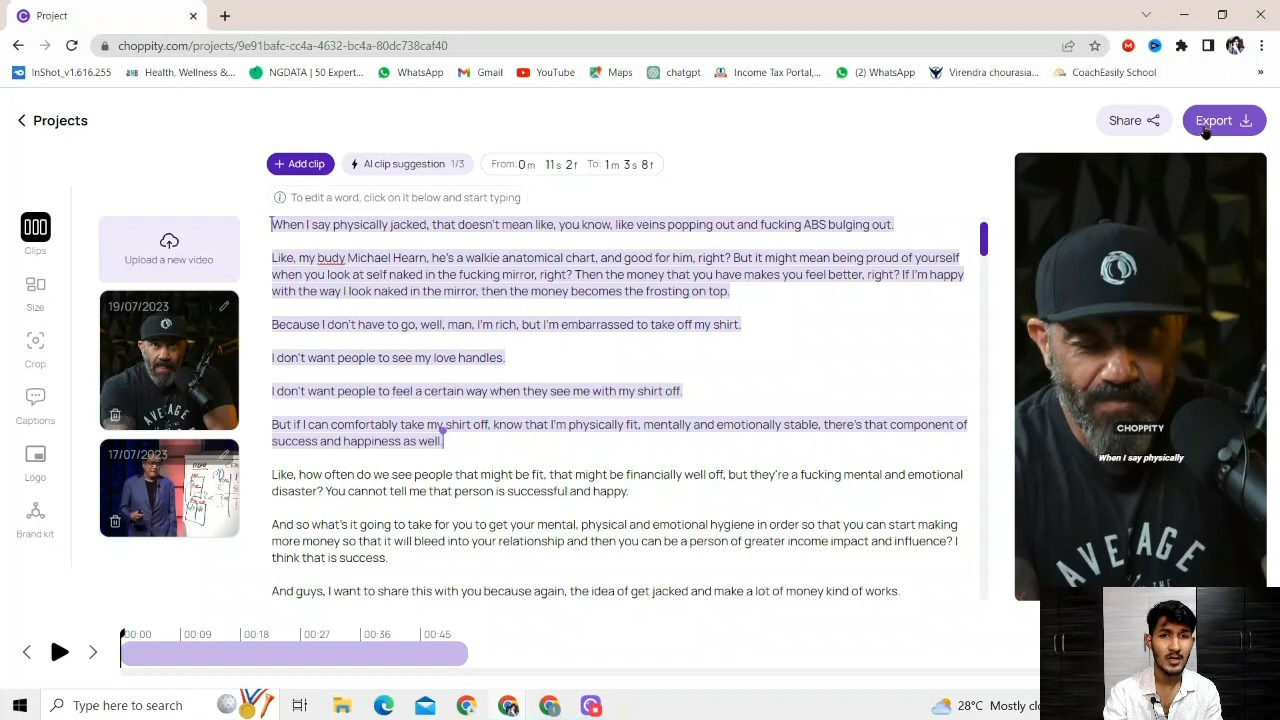 Project
choppity.com/projects/9e91bafc-cc4a-4632-bc4a-80dc738caf40
InShot_v1.616.255
Health, Wellness &...
NGDATA | 50 Expert...
WhatsApp
Gmail
YouTube
Maps
chatgpt
Income Tax Portal,...
(2) WhatsApp
Virendra chourasia...
CoachEasily School
»
Projects
Share
Export
+ Add clip
AI clip suggestion 1/3
From: 0m 11s 2f To: 1m 3s 8f
To edit a word, click on it below and start typing
Clips
Size
Crop
Captions
Logo
Brand kit
Upload a new video
19/07/2023
AVERAGE
17/07/2023
When I say physically jacked, that doesn't mean like, you know, like veins popping out and fucking ABS bulging out.
Like, my budy Michael Hearn, he's a walkie anatomical chart, and good for him, right? But it might mean being proud of yourself
when you look at self naked in the fucking mirror, right? Then the money that you have makes you feel better, right? If I'm happy
with the way I look naked in the mirror, then the money becomes the frosting on top.
Because I don't have to go, well, man, I'm rich, but I'm embarrassed to take off my shirt.
I don't want people to see my love handles.
I don't want people to feel a certain way when they see me with my shirt off.
But if I can comfortably take my shirt off, know that I'm physically fit, mentally and emotionally stable, there's that component of
success and happiness as well.
Like, how often do we see people that might be fit, that might be financially well off, but they're a fucking mental and emotional
disaster? You cannot tell me that person is successful and happy.
And so what's it going to take for you to get your mental, physical and emotional hygiene in order so that you can start making
more money so that it will bleed into your relationship and then you can be a person of greater income impact and influence? I
think that is success.
And guys, I want to share this with you because again, the idea of get jacked and make a lot of money kind of works.
CHOPPITY
When I say physically
AVERAGE
THE
00:00
00:09
00:18
00:27
00:36
00:45
Type here to search
28°C Mostly clo